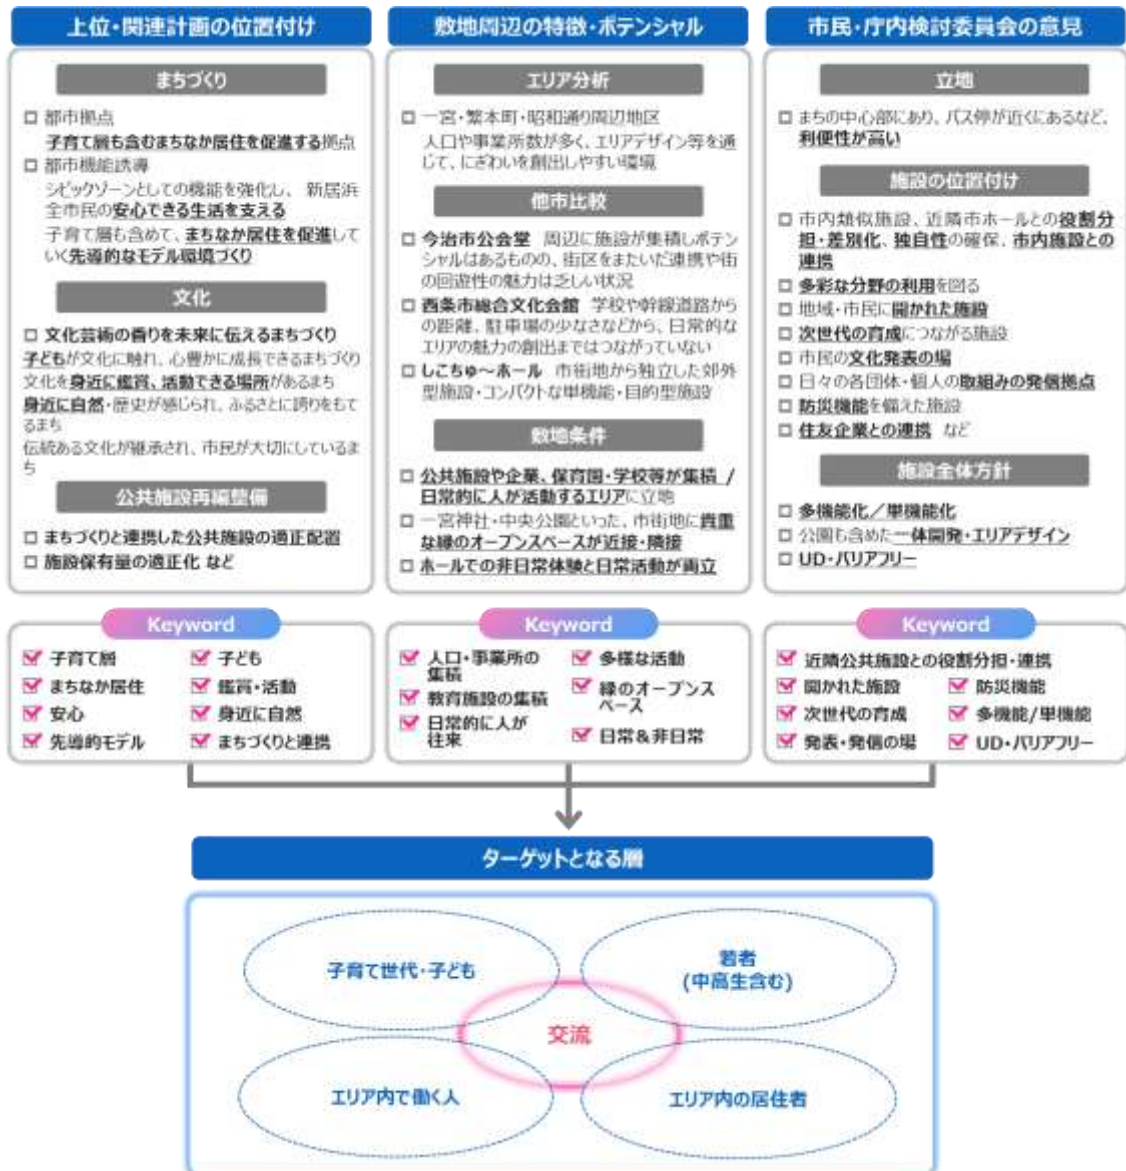 上位・関連計画の位置付け
まちづくり
□ 都市拠点
子育て層も含むまちなか居住を促進する拠点
□ 都市機能誘導
シビックゾーンとしての機能を強化し、 新居浜
全市民の安心できる生活を支える
子育て層も含めて、まちなか居住を促進して
いく先導的なモデル環境づくり
文化
□ 文化芸術の香りを未来に伝えるまちづくり
子どもが文化に触れ、心豊かに成長できるまちづくり
文化を身近に鑑賞、活動できる場所があるまち
身近に自然・歴史が感じられ、ふるさとに誇りをもて
るまち
伝統ある文化が継承され、市民が大切にしているま
ち
公共施設再編整備
□ まちづくりと連携した公共施設の適正配置
□ 施設保有量の適正化 など
敷地周辺の特徴・ポテンシャル
エリア分析
□ 一宮・繁本町・昭和通り周辺地区
人口や事業所数が多く、エリアデザイン等を通
じて、にぎわいを創出しやすい環境
他市比較
□ 今治市公会堂 周辺に施設が集積しポテン
シャルはあるものの、街区をまたいだ連携や街
の回遊性の魅力は乏しい状況
□ 西条市総合文化会館 学校や幹線道路から
の距離、駐車場の少なさなどから、日常的な
エリアの魅力の創出まではつながっていない
□ しこちゅ～ホール 市街地から独立した郊外
型施設・コンパクトな単機能・目的型施設
敷地条件
□ 公共施設や企業、保育園・学校等が集積 /
日常的に人が活動するエリアに立地
□ 一宮神社・中央公園といった、市街地に貴重
な緑のオープンスペースが近接・隣接
□ ホールでの非日常体験と日常活動が両立
市民・庁内検討委員会の意見
立地
□ まちの中心部にあり、バス停が近くにあるなど、
利便性が高い
施設の位置付け
□ 市内類似施設、近隣市ホールとの役割分
担・差別化、独自性の確保、市内施設との
連携
□ 多彩な分野の利用を図る
□ 地域・市民に開かれた施設
□ 次世代の育成につながる施設
□ 市民の文化発表の場
□ 日々の各団体・個人の取組みの発信拠点
□ 防災機能を備えた施設
□ 住友企業との連携 など
施設全体方針
□ 多機能化／単機能化
□ 公園も含めた一体開発・エリアデザイン
□ UD・バリアフリー
Keyword
子育て層
子ども
まちなか居住
鑑賞・活動
安心
身近に自然
先導的モデル
まちづくりと連携
Keyword
人口・事業所の
集積
多様な活動
教育施設の集積
緑のオープンス
ペース
日常的に人が
往来
日常＆非日常
Keyword
近隣公共施設との役割分担・連携
開かれた施設
防災機能
次世代の育成
多機能/単機能
発表・発信の場
UD・バリアフリー
ターゲットとなる層
子育て世代・子ども
若者
(中高生含む)
交流
エリア内で働く人
エリア内の居住者